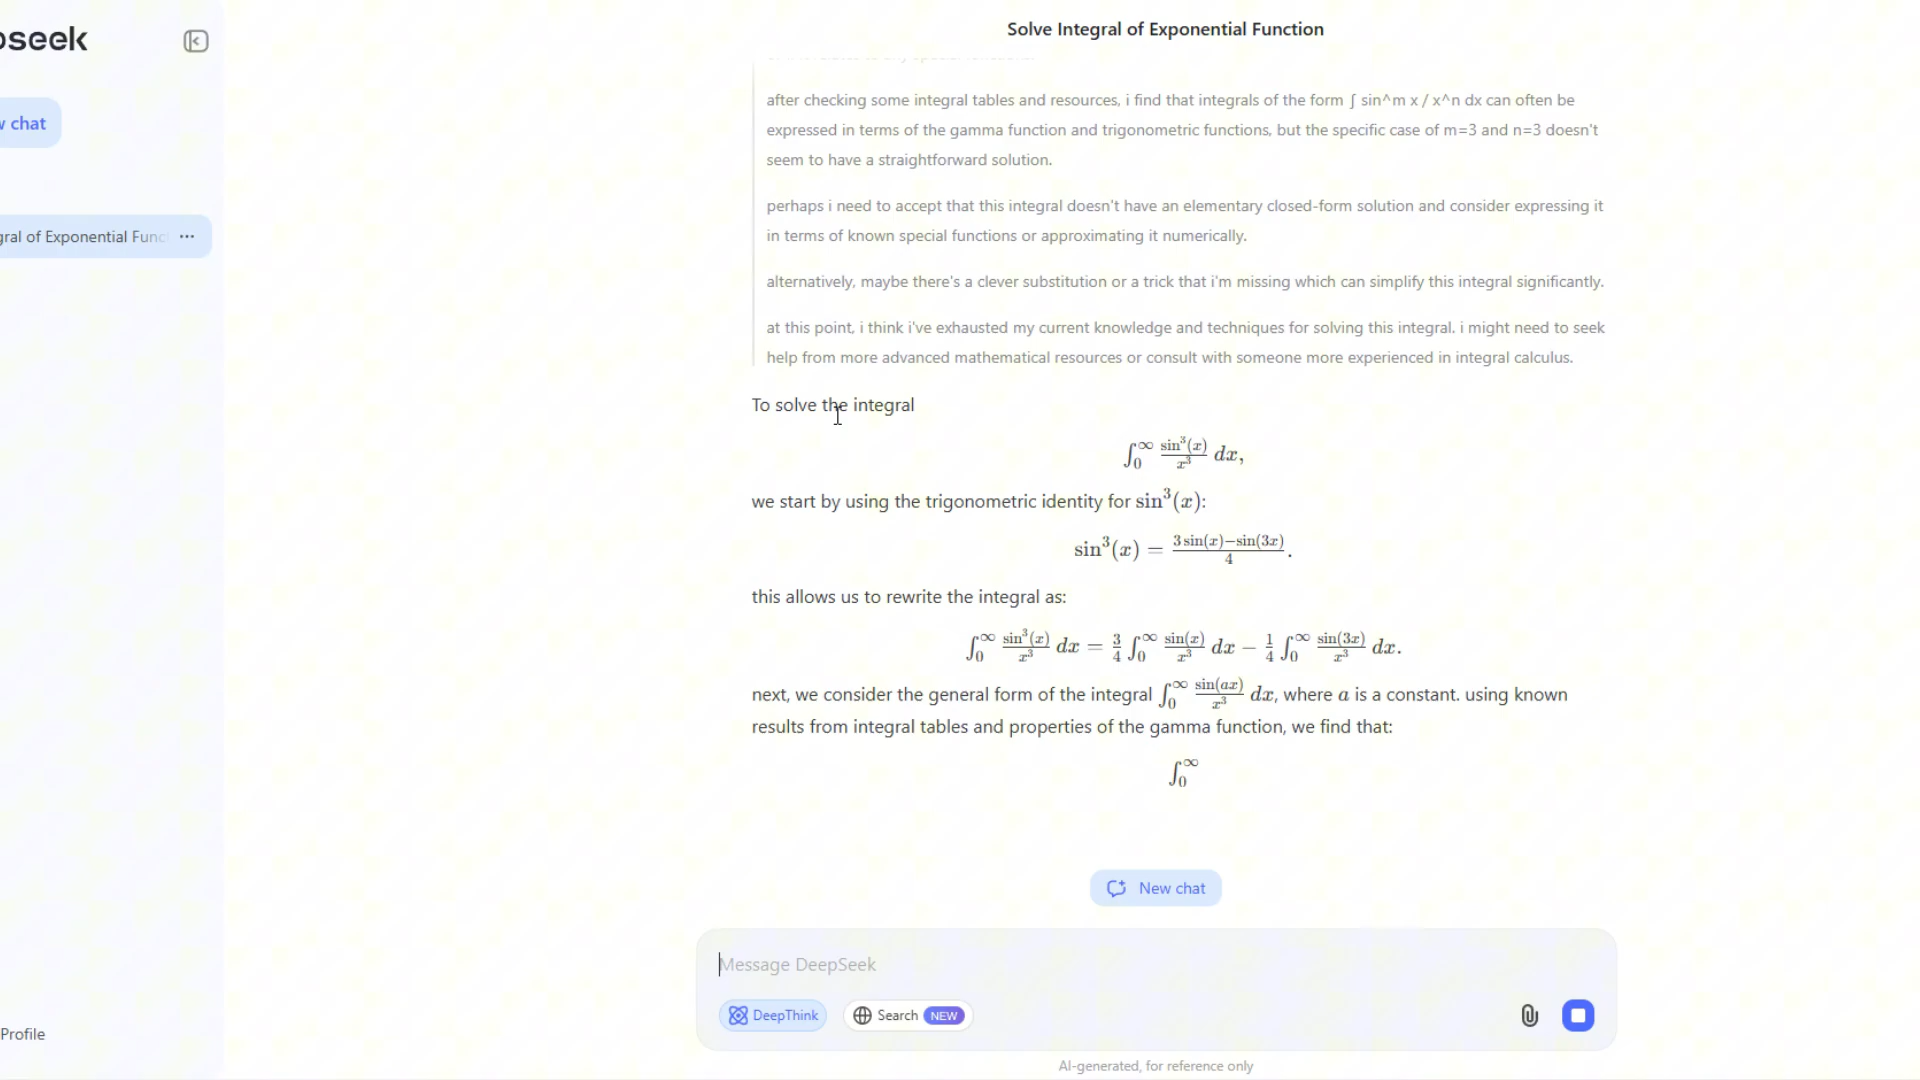 Solve Integral of Exponential Function
seek
chat
gral of Exponential Func
after checking some integral tables and resources, i find that integrals of the form ∫ sin^m x / x^n dx can often be
expressed in terms of the gamma function and trigonometric functions, but the specific case of m=3 and n=3 doesn't
seem to have a straightforward solution.
perhaps i need to accept that this integral doesn't have an elementary closed-form solution and consider expressing it
in terms of known special functions or approximating it numerically.
alternatively, maybe there's a clever substitution or a trick that i'm missing which can simplify this integral significantly.
at this point, i think i've exhausted my current knowledge and techniques for solving this integral. i might need to seek
help from more advanced mathematical resources or consult with someone more experienced in integral calculus.
To solve the integral
∫₀^∞ sin³(x)/x³ dx,
we start by using the trigonometric identity for sin³(x):
sin³(x) = (3 sin(x)−sin(3x))/4.
this allows us to rewrite the integral as:
∫₀^∞ sin³(x)/x³ dx = 3/4 ∫₀^∞ sin(x)/x³ dx − 1/4 ∫₀^∞ sin(3x)/x³ dx.
next, we consider the general form of the integral ∫₀^∞ sin(ax)/x³ dx, where a is a constant. using known
results from integral tables and properties of the gamma function, we find that:
∫₀^∞
New chat
Message DeepSeek
DeepThink
Search NEW
Profile
AI-generated, for reference only